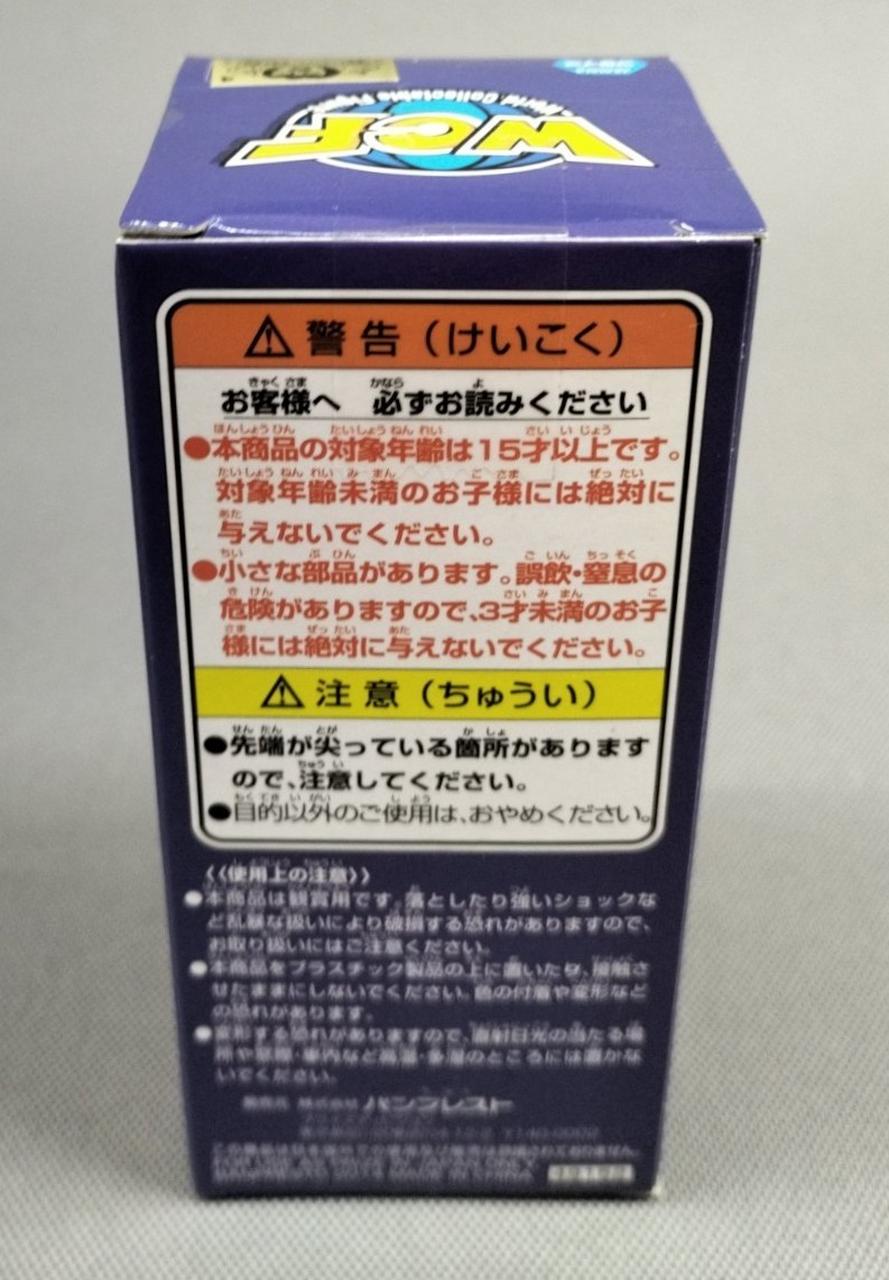 WCF
World Collectable Figure
警告（けいこく）
お客様へ　必ずお読みください
●本商品の対象年齢は15才以上です。
対象年齢未満のお子様には絶対に
与えないでください。
●小さな部品があります。誤飲・窒息の
危険がありますので、3才未満のお子
様には絶対に与えないでください。
注意（ちゅうい）
●先端が尖っている箇所があります
ので、注意してください。
●目的以外のご使用は、おやめください。
《使用上の注意》
●本商品は観賞用です。落としたり強いショックな
ど乱暴な扱いにより破損する恐れがありますので、
お取り扱いにはご注意ください。
●本商品をプラスチック製品の上に置いたり、接触さ
せたままにしないでください。色の付着や変形など
の恐れがあります。
●変形する恐れがありますので、直射日光の当たる場
所や窓際・車内など高温・多湿のところには置かな
いでください。
株式会社 バンプレスト